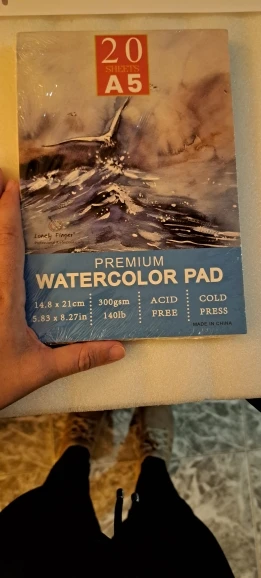 20
SHEETS
A5
PREMIUM
WATERCOLOR PAD
14.8 x 21cm 300gsm ACID COLD
5.83 x 8.27in 140lb FREE PRESS
MADE IN CHINA